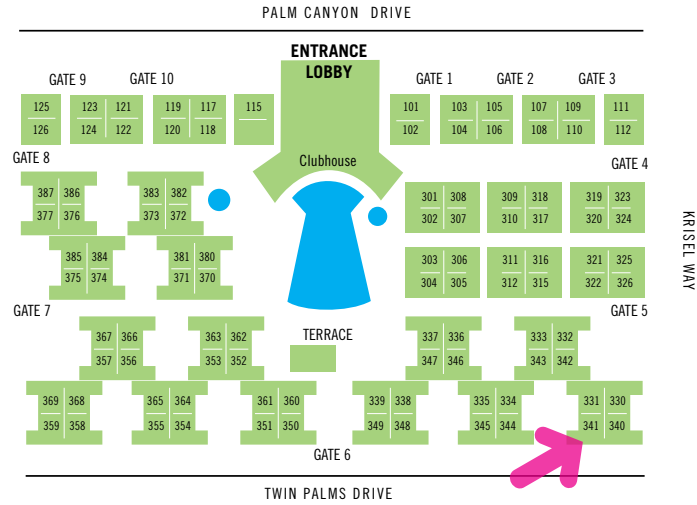 PALM CANYON DRIVE
ENTRANCE
LOBBY
GATE 9 GATE 10 GATE 1 GATE 2 GATE 3
125 123 121 119 117 115 101 103 105 107 109 111
126 124 122 120 118 102 104 106 108 110 112
GATE 8 Clubhouse GATE 4
387 386 383 382 301 308 309 318 319 323
377 376 373 372 302 307 310 317 320 324
KRISEL WAY
385 384 381 380 303 306 311 316 321 325
375 374 371 370 304 305 312 315 322 326
GATE 7 GATE 5
367 366 363 362 TERRACE 337 336 333 332
357 356 353 352 347 346 343 342
369 368 365 364 361 360 339 338 335 334 331 330
359 358 355 354 351 350 349 348 345 344 341 340
GATE 6
TWIN PALMS DRIVE